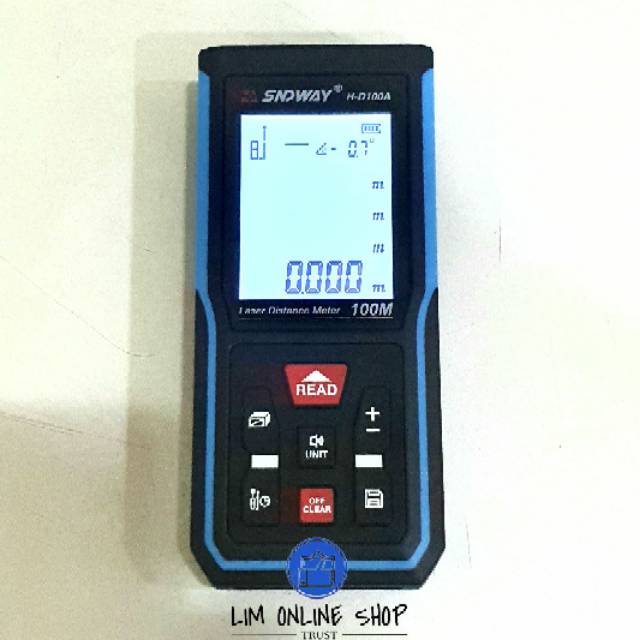 SNDWAY® H-D100A
- 0.7°
m
m
m
0.000 m
Laser Distance Meter 100M
READ
+
−
UNIT
OFF
CLEAR
LIM ONLINE SHOP
TRUST